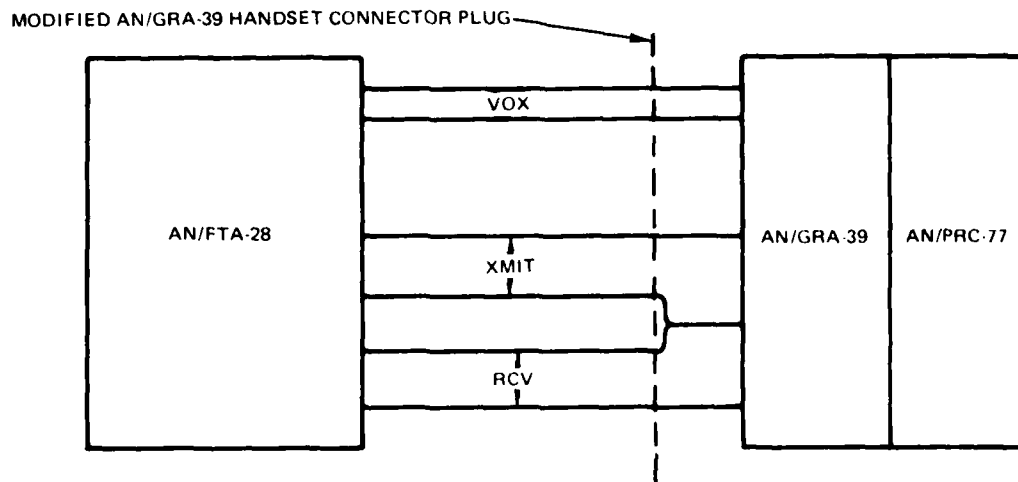 MODIFIED AN/GRA-39 HANDSET CONNECTOR PLUG
VOX
AN/FTA-28
AN/GRA-39
AN/PRC-77
XMIT
RCV